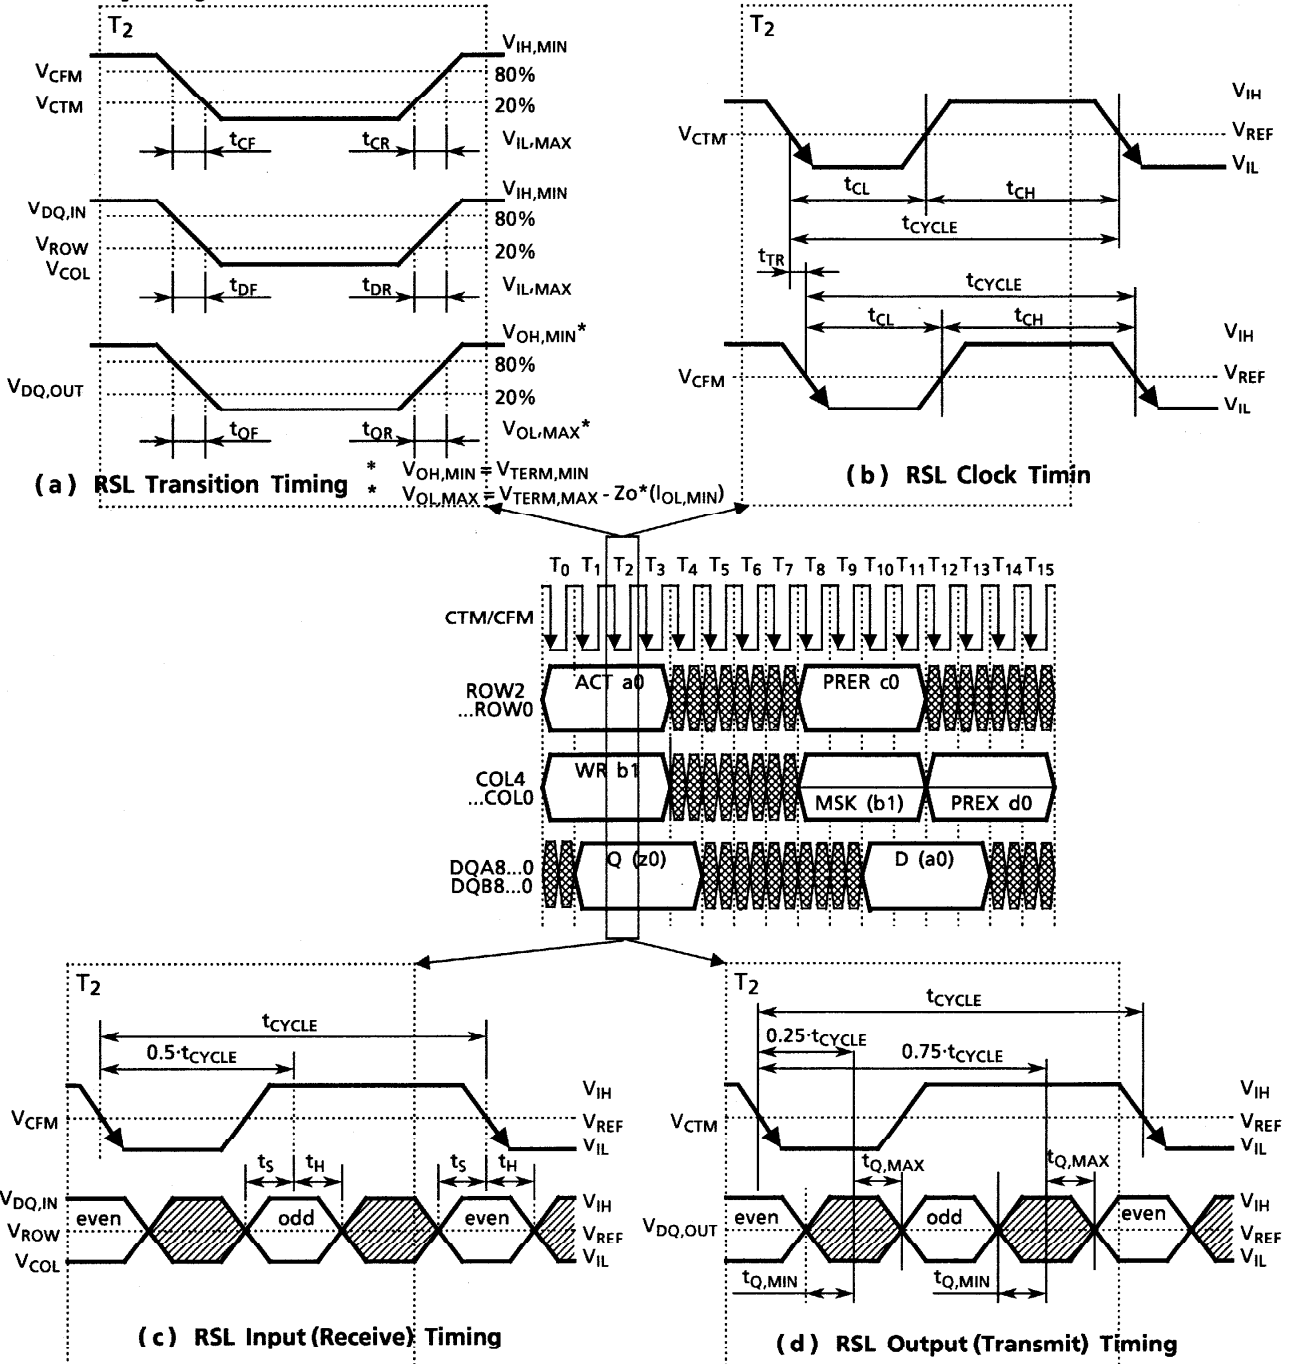 T2
VIH,MIN
VCFM
80%
VCTM
20%
tCF
tCR
VIL,MAX
VIH,MIN
VDQ,IN
80%
VROW
20%
VCOL
tDF
tDR
VIL,MAX
VOH,MIN*
80%
VDQ,OUT
20%
tQF
tQR
VOL,MAX*
(a) RSL Transition Timing
* VOH,MIN = VTERM,MIN
* VOL,MAX = VTERM,MAX - Zo*(IOL,MIN)
T2
VIH
VCTM
VREF
VIL
tCL
tCH
tCYCLE
tTR
tCYCLE
tCL
tCH
VIH
VCFM
VREF
VIL
(b) RSL Clock Timin
T0 T1 T2 T3 T4 T5 T6 T7 T8 T9 T10 T11 T12 T13 T14 T15
CTM/CFM
ROW2
...ROW0
ACT a0
PRER c0
COL4
...COL0
WR b1
MSK (b1)
PREX d0
DQA8...0
DQB8...0
Q (z0)
D (a0)
T2
tCYCLE
0.5·tCYCLE
VIH
VCFM
VREF
VIL
tS
tH
tS
tH
VDQ,IN
VIH
even
odd
even
VROW
VREF
VCOL
VIL
(c) RSL Input (Receive) Timing
T2
tCYCLE
0.25·tCYCLE
0.75·tCYCLE
VIH
VCTM
VREF
VIL
tQ,MAX
tQ,MAX
VIH
even
odd
even
VDQ,OUT
VREF
VIL
tQ,MIN
tQ,MIN
(d) RSL Output (Transmit) Timing